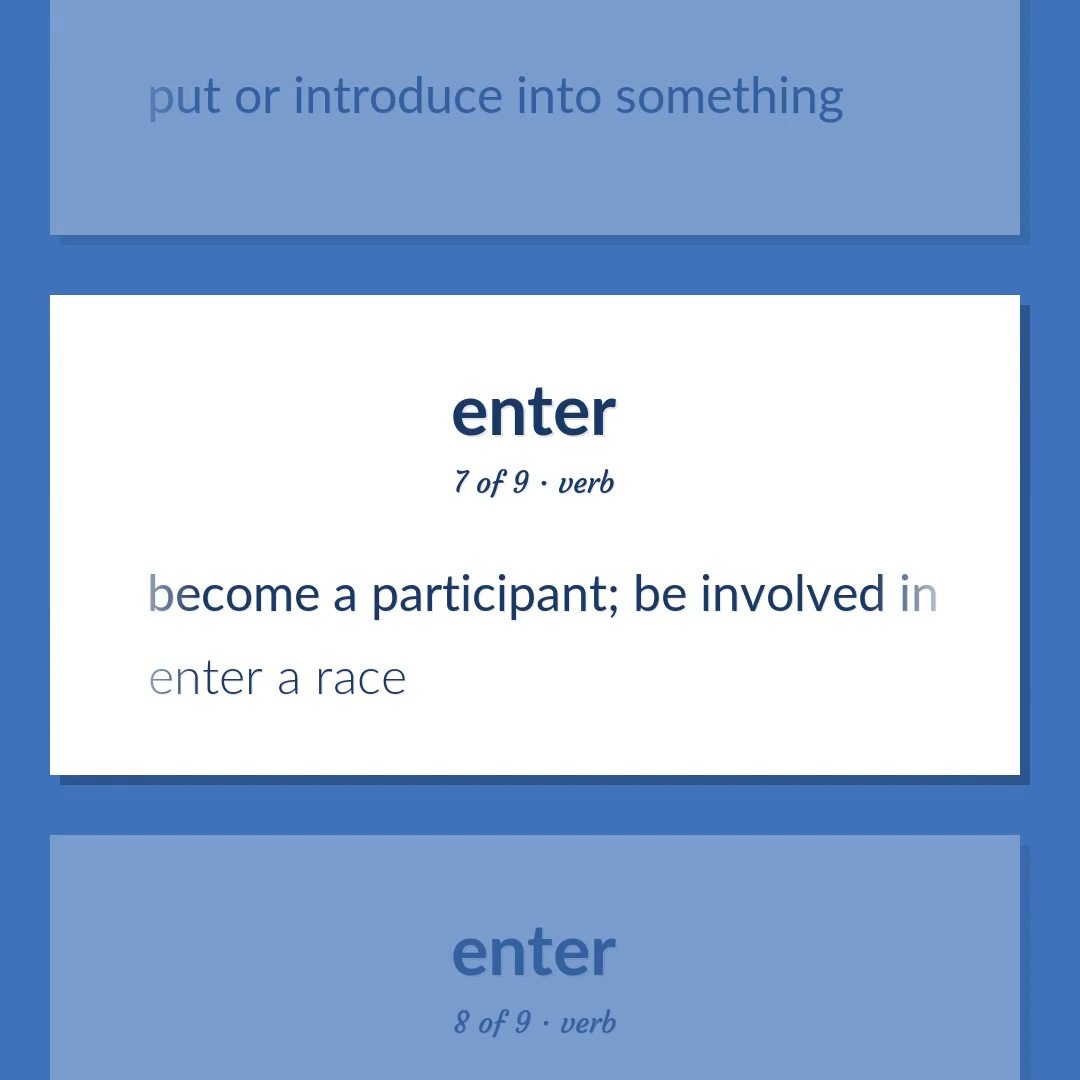 put or introduce into something
enter
7 of 9 · verb
become a participant; be involved in
enter a race
enter
8 of 9 · verb